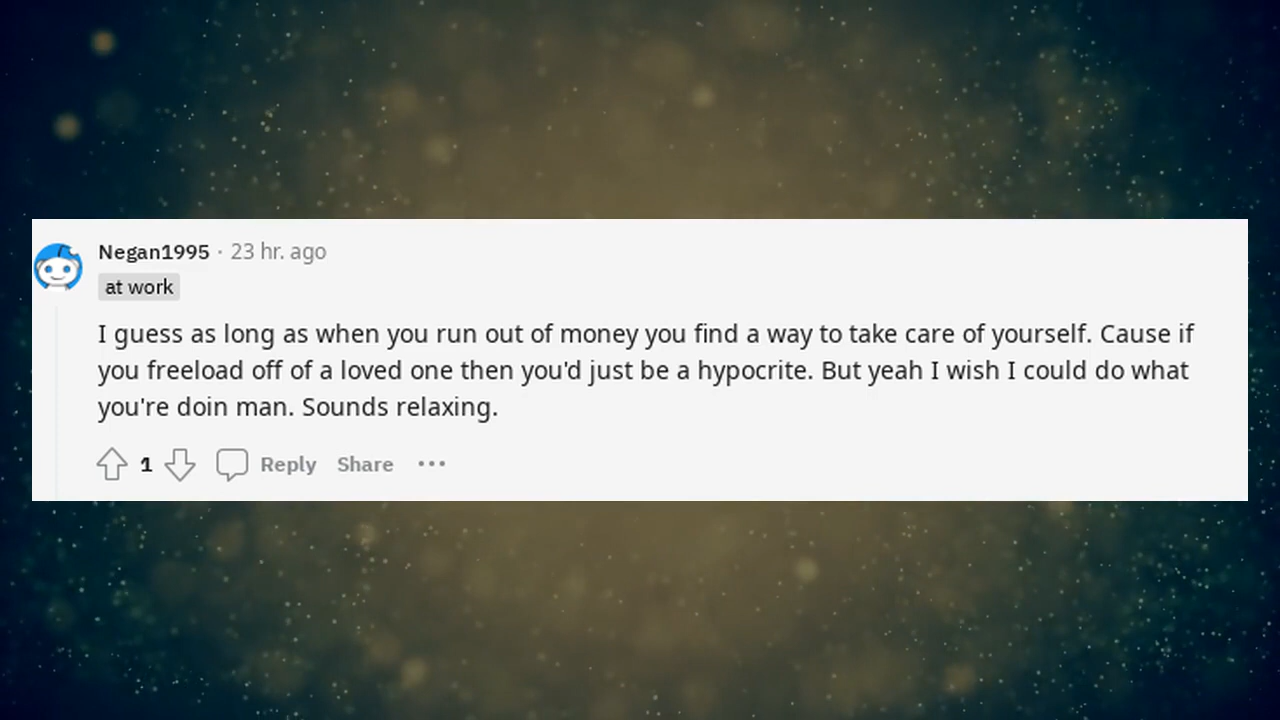 Negan1995 · 23 hr. ago
at work
I guess as long as when you run out of money you find a way to take care of yourself. Cause if
you freeload off of a loved one then you'd just be a hypocrite. But yeah I wish I could do what
you're doin man. Sounds relaxing.
1 Reply Share